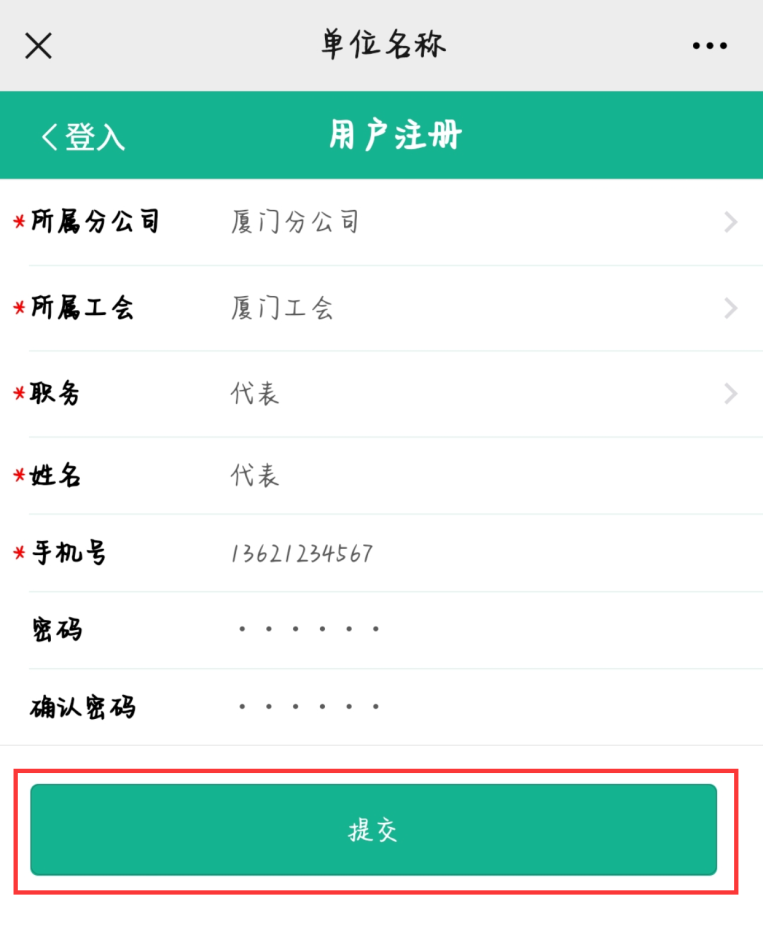 单位名称
登入 用户注册
*所属分公司 厦门分公司
*所属工会 厦门工会
*职务 代表
*姓名 代表
*手机号 13621234567
密码 ······
确认密码 ······
提交